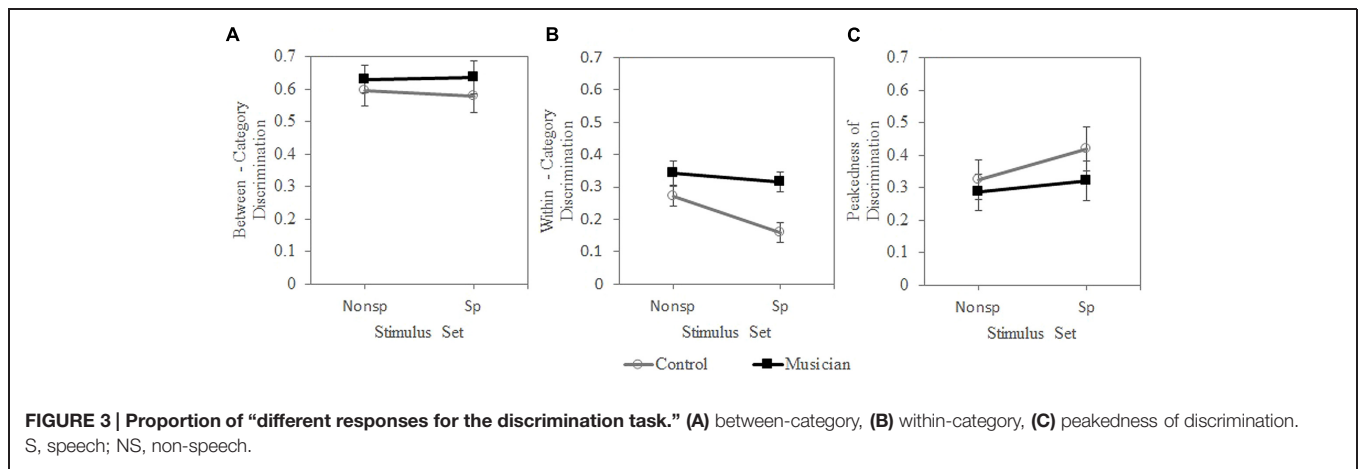 A
B
C
Between - Category
Discrimination
0.7
0.6
0.5
0.4
0.3
0.2
0.1
0
Nonsp Sp
Stimulus Set
Within - Category
Discrimination
0.7
0.6
0.5
0.4
0.3
0.2
0.1
0
Nonsp Sp
Stimulus Set
Peakedness of
Discrimination
0.7
0.6
0.5
0.4
0.3
0.2
0.1
0
Nonsp Sp
Stimulus Set
Control Musician
FIGURE 3 | Proportion of “different responses for the discrimination task.” (A) between-category, (B) within-category, (C) peakedness of discrimination.
S, speech; NS, non-speech.